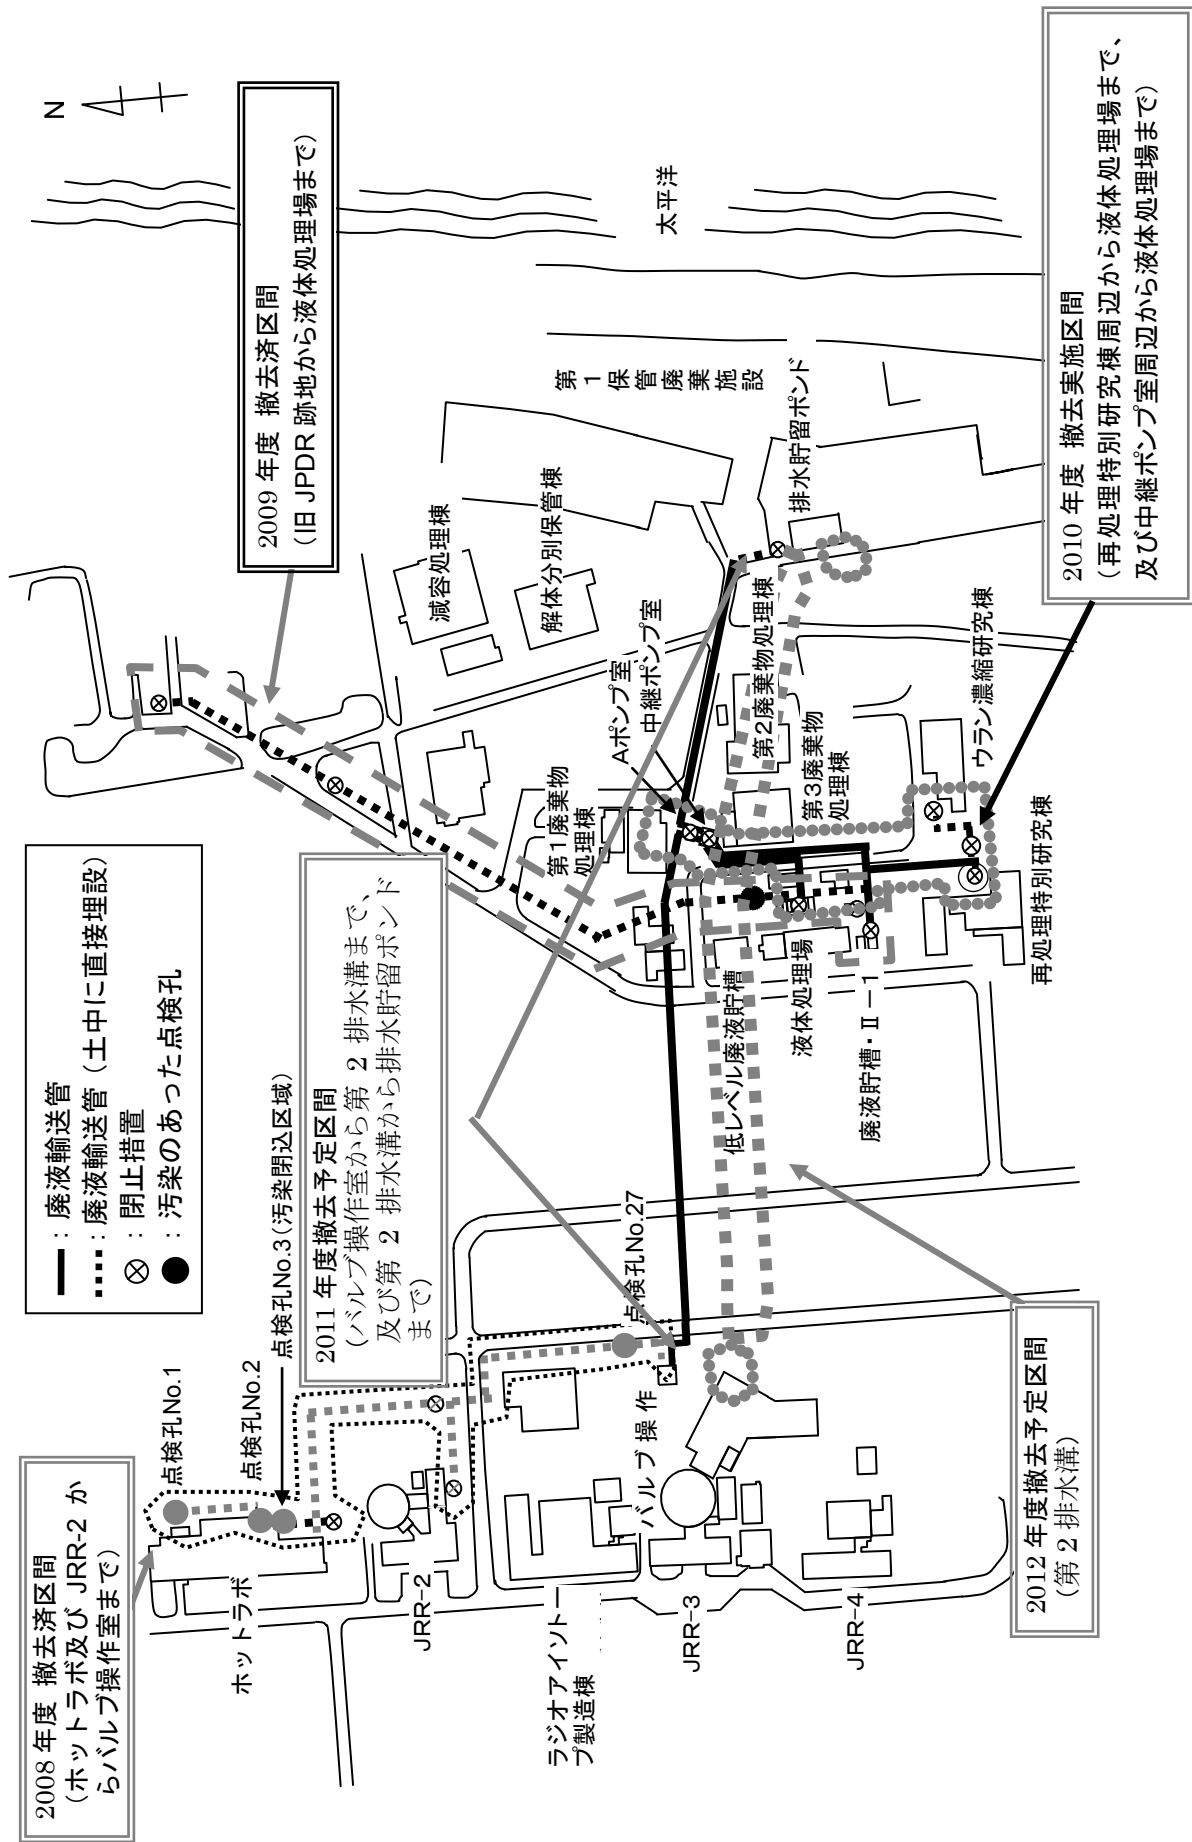 2008 年度 撤去済区間
（ホットラボ及び JRR-2 か
らバルブ操作室まで）
：廃液輸送管
：廃液輸送管（土中に直接埋設）
：閉止措置
：汚染のあった点検孔
2009 年度 撤去済区間
（旧 JPDR 跡地から液体処理場まで）
N
点検孔No.1
点検孔No.2
点検孔No.3（汚染閉込区域）
2011 年度撤去予定区間
（バルブ操作室から第 2 排水溝まで、
及び第 2 排水溝から排水貯留ポンド
まで）
ホットラボ
JRR-2
ラジオアイソトー
プ製造棟
バルブ操作
点検孔No.27
JRR-3
JRR-4
減容処理棟
解体分別保管棟
第1廃棄物
処理棟
Aポンプ室
中継ポンプ室
第1保管廃棄施設
排水貯留ポンド
太平洋
第2廃棄物処理棟
第3廃棄物
処理棟
低レベル廃液貯槽
液体処理場
廃液貯槽・Ⅱ－1
ウラン濃縮研究棟
再処理特別研究棟
2012 年度撤去予定区間
（第 2 排水溝）
2010 年度 撤去実施区間
（再処理特別研究棟周辺から液体処理場まで、
及び中継ポンプ室周辺から液体処理場まで）